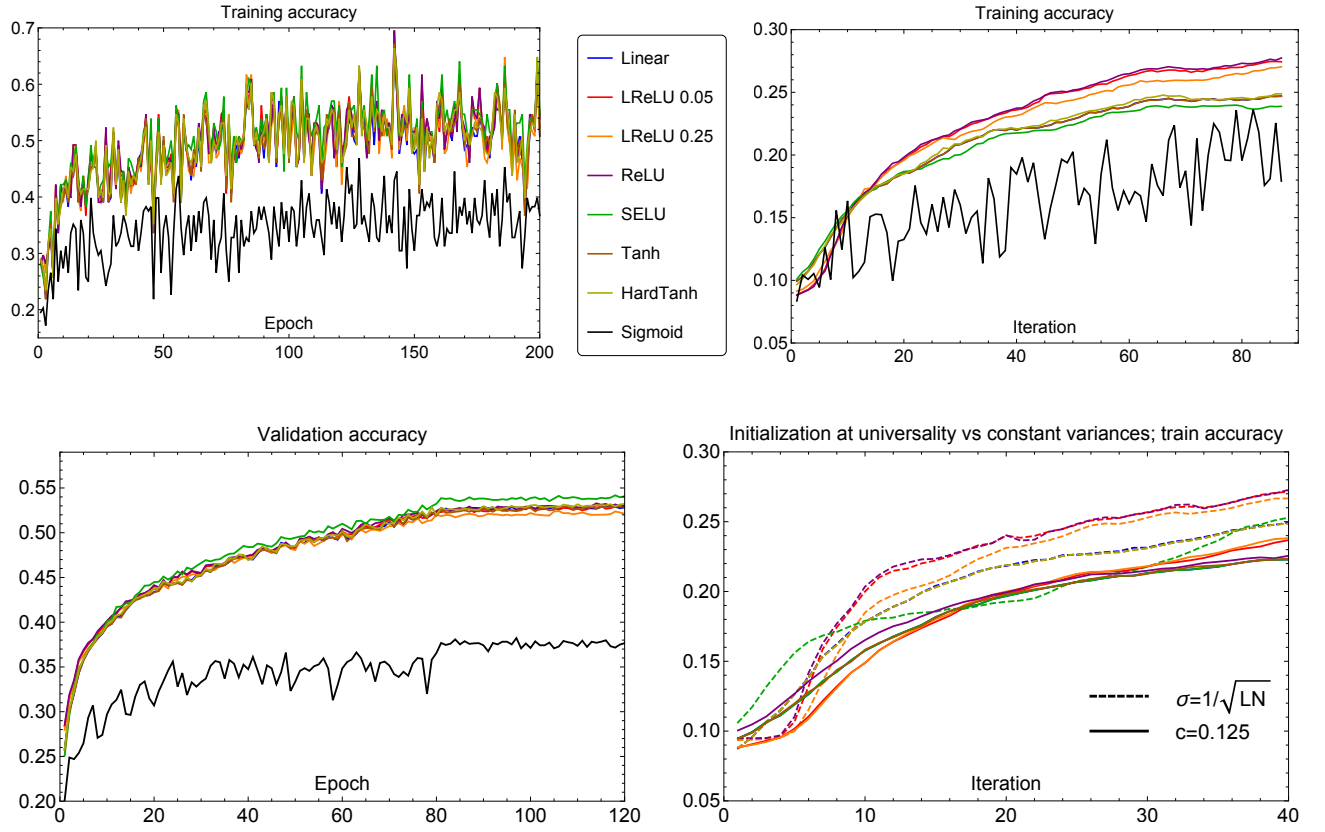 Training accuracy
0.7
0.6
0.5
0.4
0.3
0.2
0
50
100
150
200
Epoch
Linear
LReLU 0.05
LReLU 0.25
ReLU
SELU
Tanh
HardTanh
Sigmoid
Training accuracy
0.30
0.25
0.20
0.15
0.10
0.05
0
20
40
60
80
Iteration
Validation accuracy
0.55
0.50
0.45
0.40
0.35
0.30
0.25
0.20
0
20
40
60
80
100
120
Epoch
Initialization at universality vs constant variances; train accuracy
0.30
0.25
0.20
0.15
0.10
0.05
0
10
20
30
40
Iteration
σ=1/√LN
c=0.125